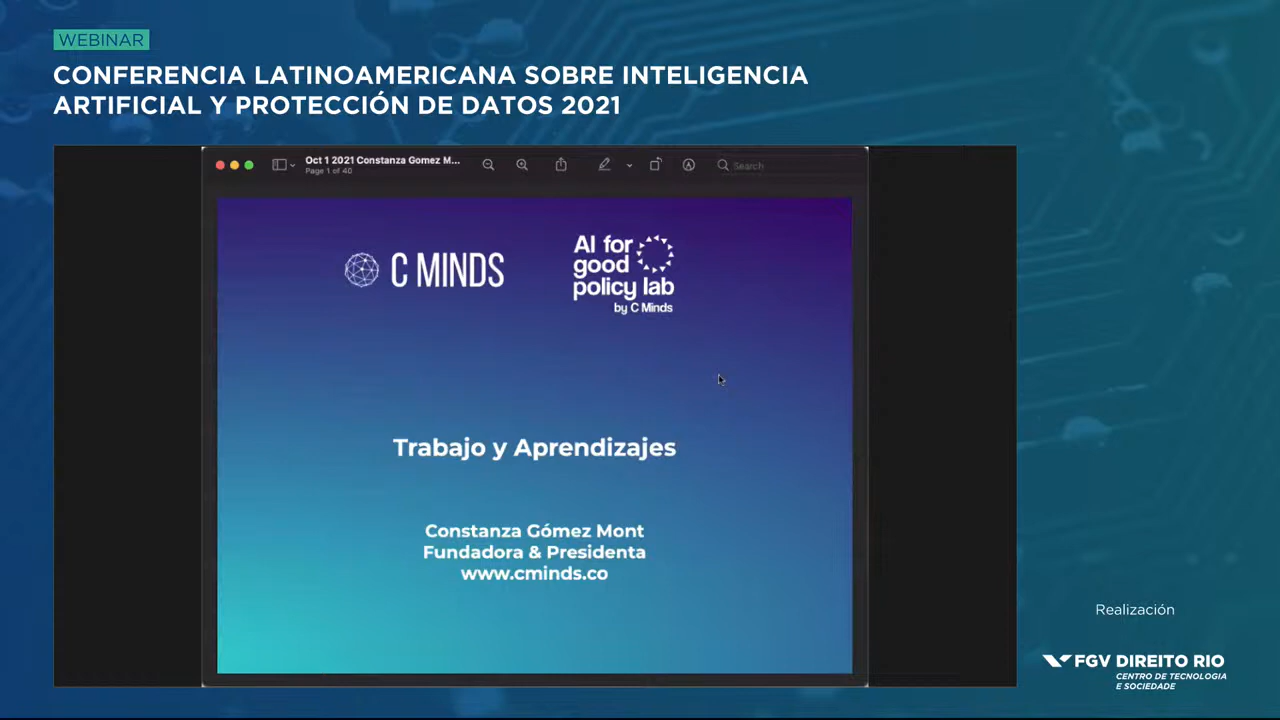 WEBINAR
CONFERENCIA LATINOAMERICANA SOBRE INTELIGENCIA
ARTIFICIAL Y PROTECCIÓN DE DATOS 2021
Oct 1 2021 Constanza Gomez M...
Page 1 of 40
Search
C MINDS
AI for
good
policy lab
by C Minds
Trabajo y Aprendizajes
Constanza Gómez Mont
Fundadora & Presidenta
www.cminds.co
Realización
FGV DIREITO RIO
CENTRO DE TECNOLOGIA
E SOCIEDADE